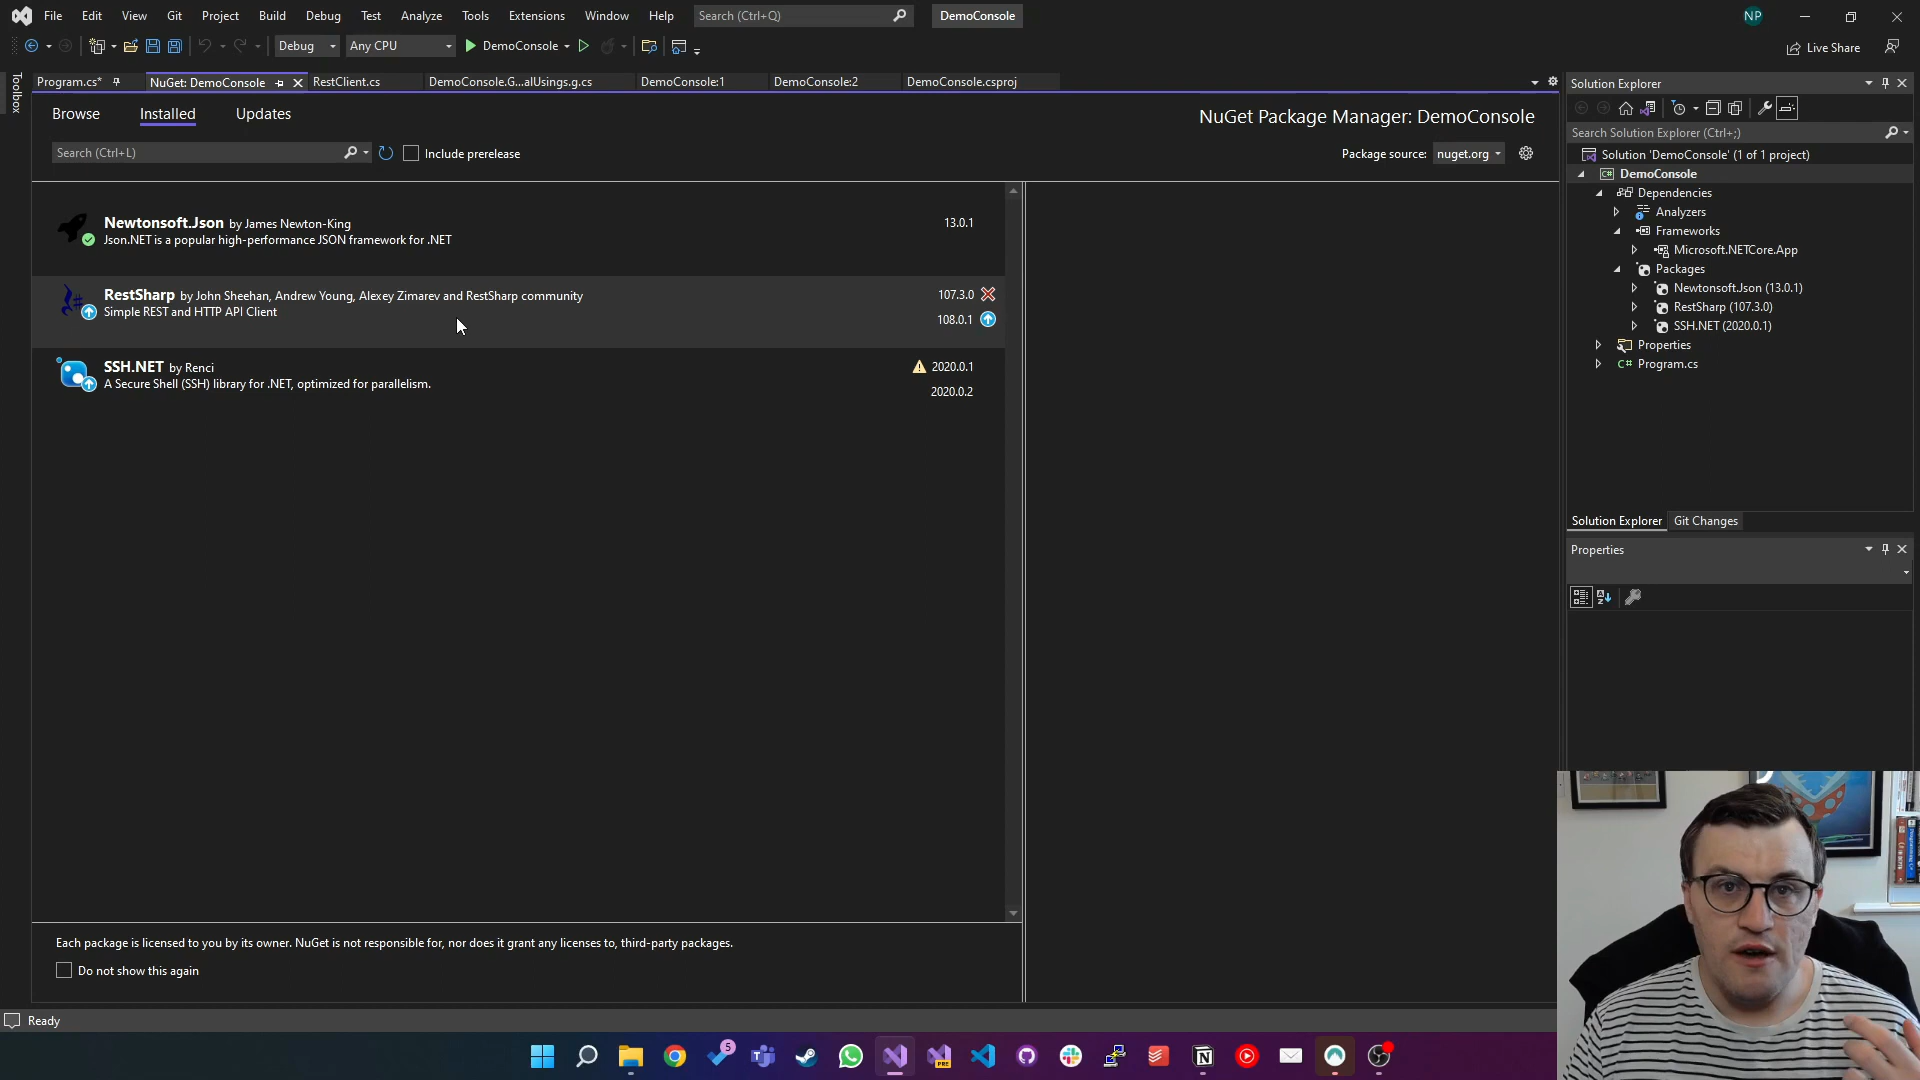 File Edit View Git Project Build Debug Test Analyze Tools Extensions Window Help Search (Ctrl+Q) DemoConsole NP
Debug Any CPU DemoConsole Live Share
Toolbox
Program.cs* NuGet: DemoConsole RestClient.cs DemoConsole.G...alUsings.g.cs DemoConsole:1 DemoConsole:2 DemoConsole.csproj
Browse Installed Updates
NuGet Package Manager: DemoConsole
Search (Ctrl+L) Include prerelease
Package source: nuget.org
Newtonsoft.Json by James Newton-King 13.0.1
Json.NET is a popular high-performance JSON framework for .NET
RestSharp by John Sheehan, Andrew Young, Alexey Zimarev and RestSharp community 107.3.0
Simple REST and HTTP API Client 108.0.1
SSH.NET by Renci 2020.0.1
A Secure Shell (SSH) library for .NET, optimized for parallelism.
2020.0.2
Each package is licensed to you by its owner. NuGet is not responsible for, nor does it grant any licenses to, third-party packages.
Do not show this again
Solution Explorer
Search Solution Explorer (Ctrl+;)
Solution 'DemoConsole' (1 of 1 project)
C# DemoConsole
Dependencies
Analyzers
Frameworks
Microsoft.NETCore.App
Packages
Newtonsoft.Json (13.0.1)
RestSharp (107.3.0)
SSH.NET (2020.0.1)
Properties
C# Program.cs
Solution Explorer Git Changes
Properties
Ready
5
PRE